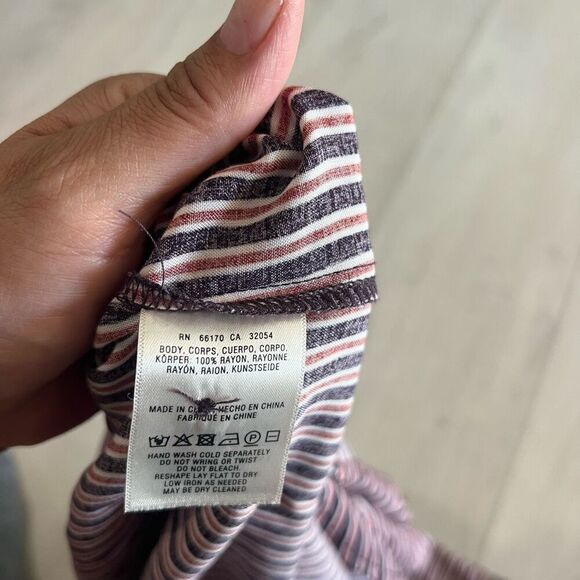 RN 66170 CA 32054
BODY, CORPS, CUERPO, CORPO,
KÖRPER: 100% RAYON, RAYONNE
RAYÓN, RAION, KUNSTSEIDE
MADE IN HECHO EN CHINA
FABRIQUÉ EN CHINE
HAND WASH COLD SEPARATELY
DO NOT WRING OR TWIST
DO NOT BLEACH.
RESHAPE LAY FLAT TO DRY
LOW IRON AS NEEDED
MAY BE DRY CLEANED